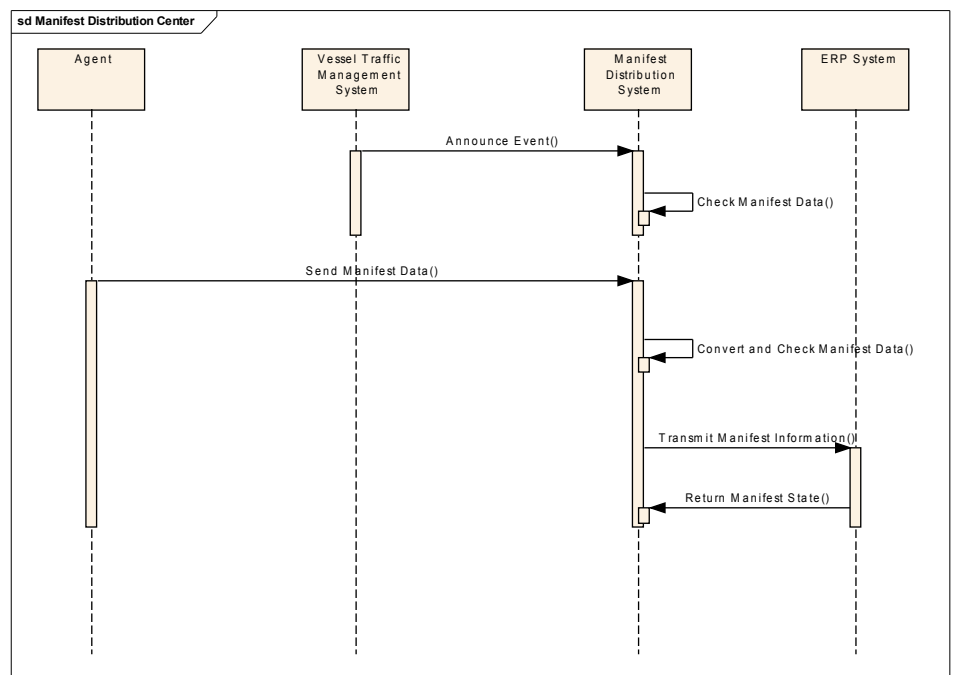 sd Manifest Distribution Center
Agent
Vessel Traffic
Management
System
Manifest
Distribution
System
ERP System
Announce Event()
Check Manifest Data()
Send Manifest Data()
Convert and Check Manifest Data()
Transmit Manifest Information()
Return Manifest State()